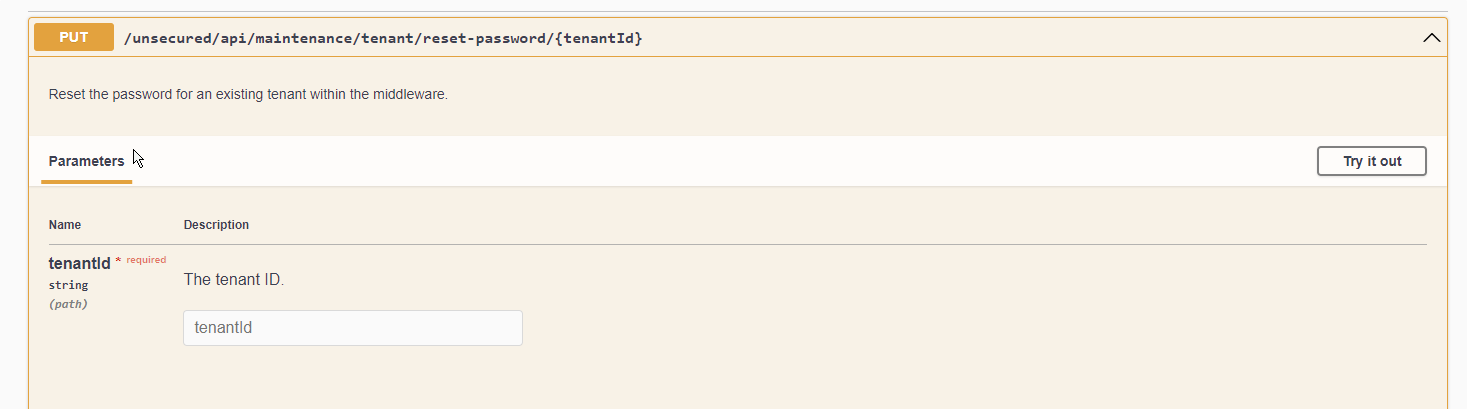 PUT /unsecured/api/maintenance/tenant/reset-password/{tenantId}
Reset the password for an existing tenant within the middleware.
Parameters
Try it out
Name Description
tenantId * required
string
(path)
The tenant ID.
tenantId